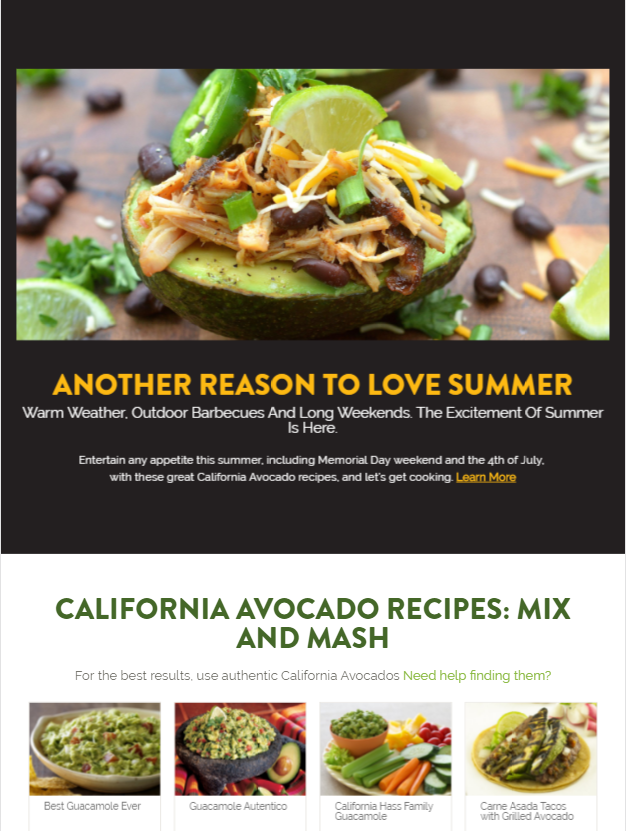 ANOTHER REASON TO LOVE SUMMER
Warm Weather, Outdoor Barbecues And Long Weekends. The Excitement Of Summer
Is Here.
Entertain any appetite this summer, including Memorial Day weekend and the 4th of July,
with these great California Avocado recipes, and let's get cooking. Learn More
CALIFORNIA AVOCADO RECIPES: MIX
AND MASH
For the best results, use authentic California Avocados Need help finding them?
Best Guacamole Ever
Guacamole Autentico
California Hass Family
Guacamole
Carne Asada Tacos
with Grilled Avocado